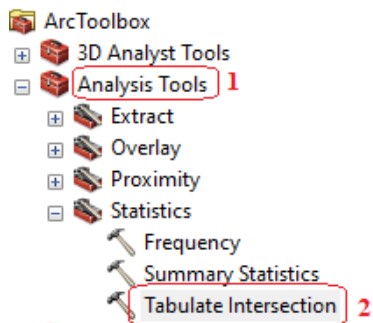 ArcToolbox
3D Analyst Tools
Analysis Tools 1
Extract
Overlay
Proximity
Statistics
Frequency
Summary Statistics
Tabulate Intersection 2